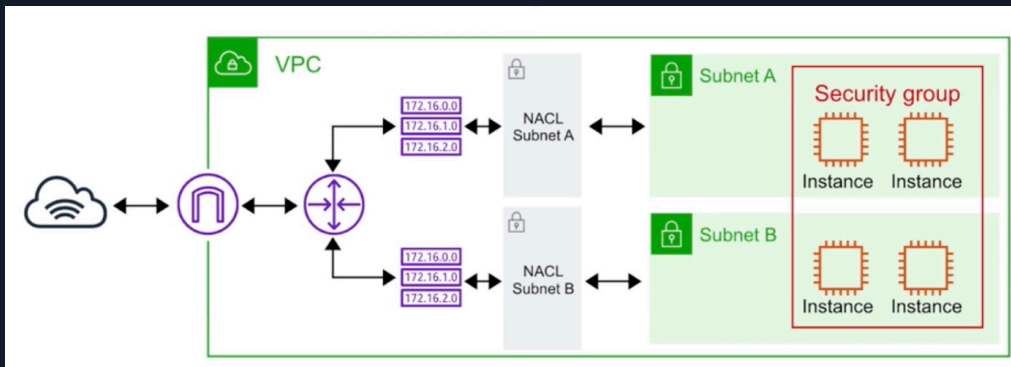 VPC
172.16.0.0
172.16.1.0
172.16.2.0
NACL
Subnet A
Subnet A
Security group
Instance Instance
172.16.0.0
172.16.1.0
172.16.2.0
NACL
Subnet B
Subnet B
Instance Instance